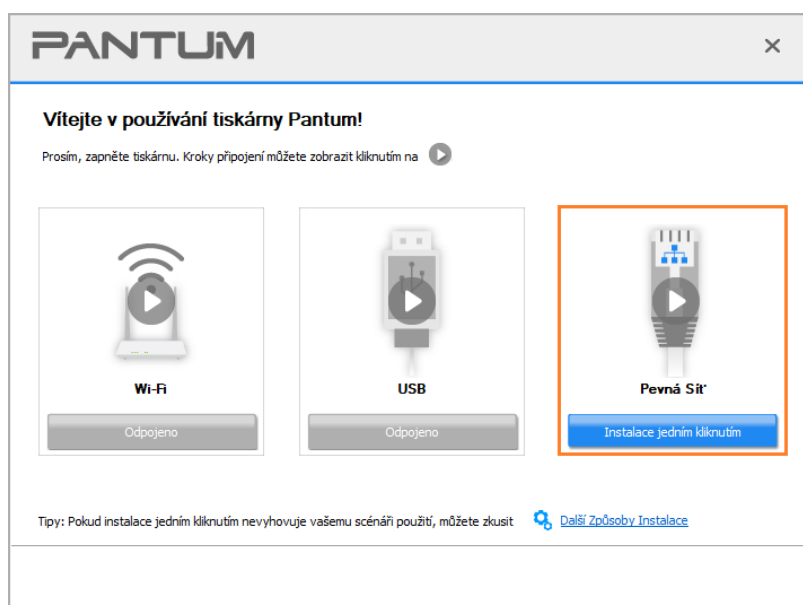 PANTUM
Vítejte v používání tiskárny Pantum!
Prosím, zapněte tiskárnu. Kroky připojení můžete zobrazit kliknutím na
Wi-Fi
USB
Pevná Síť
Odpojeno
Odpojeno
Instalace jedním kliknutím
Tipy: Pokud instalace jedním kliknutím nevyhovuje vašemu scénáři použití, můžete zkusit Další Způsoby Instalace